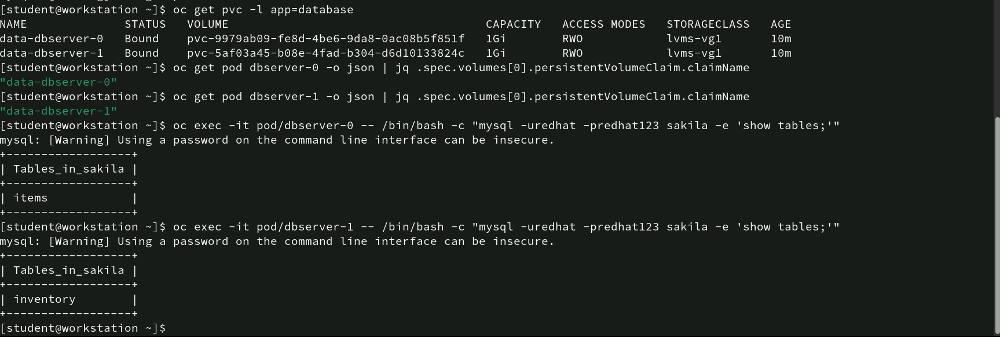 [student@workstation ~]$ oc get pvc -l app=database
NAME              STATUS   VOLUME                                     CAPACITY   ACCESS MODES   STORAGECLASS   AGE
data-dbserver-0   Bound    pvc-9979ab09-fe8d-4be6-9da8-0ac08b5f851f   1Gi        RWO            lvms-vg1       10m
data-dbserver-1   Bound    pvc-5af03a45-b08e-4fad-b304-d6d10133824c   1Gi        RWO            lvms-vg1       10m
[student@workstation ~]$ oc get pod dbserver-0 -o json | jq .spec.volumes[0].persistentVolumeClaim.claimName
"data-dbserver-0"
[student@workstation ~]$ oc get pod dbserver-1 -o json | jq .spec.volumes[0].persistentVolumeClaim.claimName
"data-dbserver-1"
[student@workstation ~]$ oc exec -it pod/dbserver-0 -- /bin/bash -c "mysql -uredhat -predhat123 sakila -e 'show tables;'"
mysql: [Warning] Using a password on the command line interface can be insecure.
+------------------+
| Tables_in_sakila |
+------------------+
| items            |
+------------------+
[student@workstation ~]$ oc exec -it pod/dbserver-1 -- /bin/bash -c "mysql -uredhat -predhat123 sakila -e 'show tables;'"
mysql: [Warning] Using a password on the command line interface can be insecure.
+------------------+
| Tables_in_sakila |
+------------------+
| inventory        |
+------------------+
[student@workstation ~]$